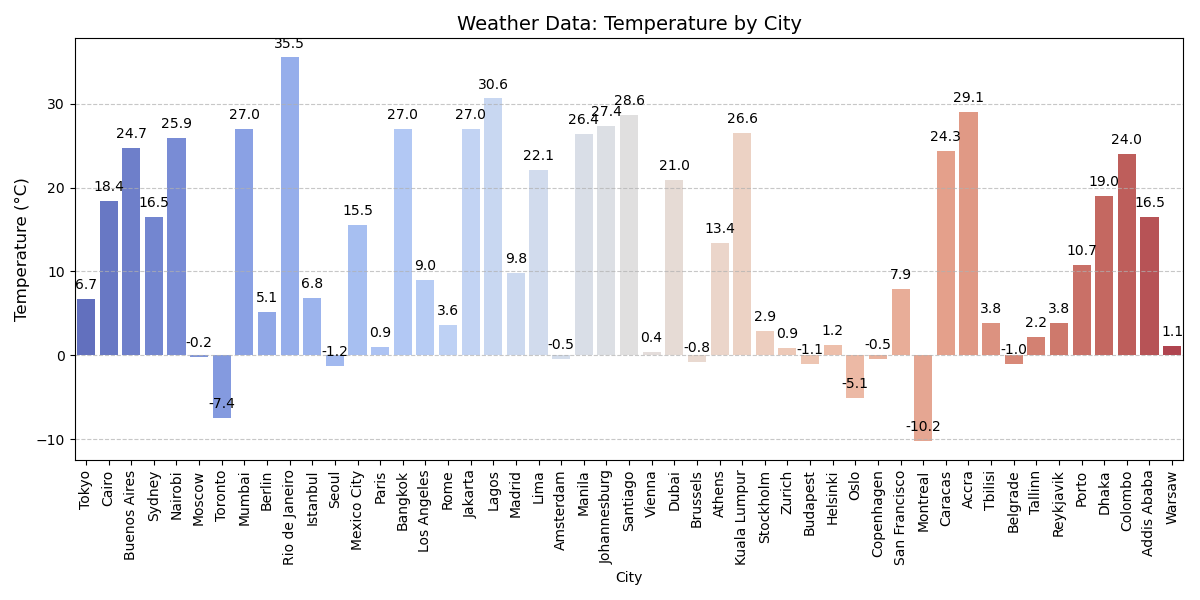 Weather Data: Temperature by City
Temperature (°C)
30
20
10
0
−10
6.7
18.4
24.7
16.5
25.9
-0.2
-7.4
27.0
5.1
35.5
6.8
-1.2
15.5
0.9
27.0
9.0
3.6
27.0
30.6
9.8
22.1
-0.5
26.4
27.4
28.6
0.4
21.0
-0.8
13.4
26.6
2.9
0.9
-1.1
1.2
-5.1
-0.5
7.9
-10.2
24.3
29.1
3.8
-1.0
2.2
3.8
10.7
19.0
24.0
16.5
1.1
Tokyo
Cairo
Buenos Aires
Sydney
Nairobi
Moscow
Toronto
Mumbai
Berlin
Rio de Janeiro
Istanbul
Seoul
Mexico City
Paris
Bangkok
Los Angeles
Rome
Jakarta
Lagos
Madrid
Lima
Amsterdam
Manila
Johannesburg
Santiago
Vienna
Dubai
Brussels
Athens
Kuala Lumpur
Stockholm
Zurich
Budapest
Helsinki
Oslo
Copenhagen
San Francisco
Montreal
Caracas
Accra
Tbilisi
Belgrade
Tallinn
Reykjavik
Porto
Dhaka
Colombo
Addis Ababa
Warsaw
City